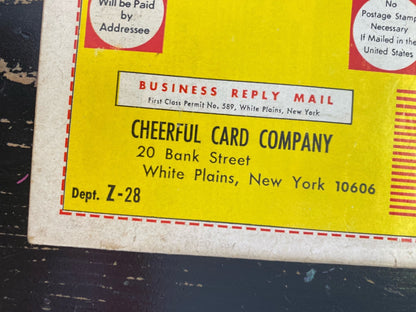 Will be Paid
by
Addressee
No
Postage Stamp
Necessary
If Mailed in the
United States
BUSINESS REPLY MAIL
First Class Permit No. 589, White Plains, New York
CHEERFUL CARD COMPANY
20 Bank Street
White Plains, New York 10606
Dept. Z-28